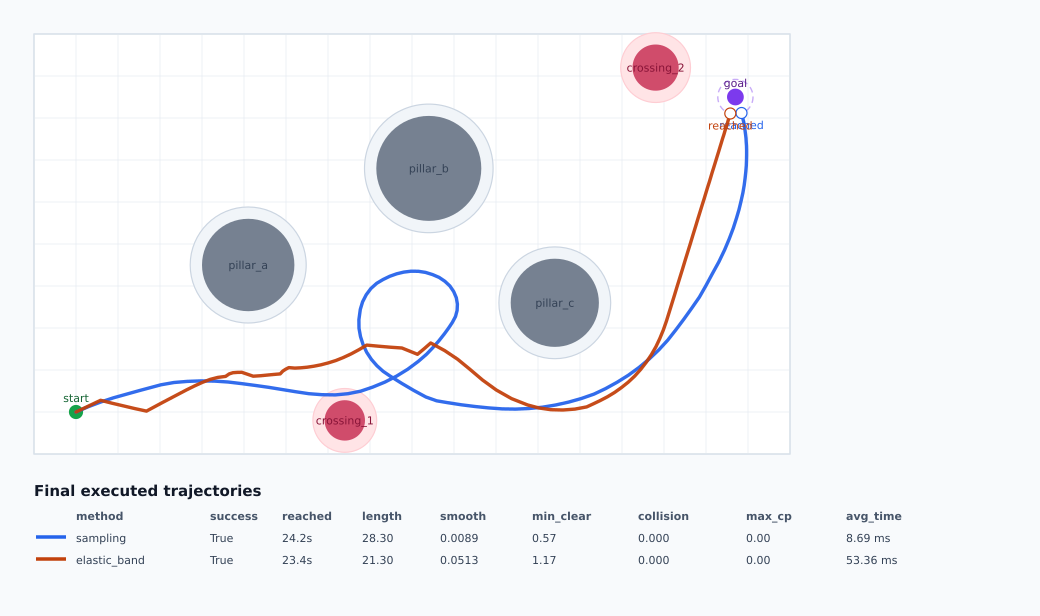 crossing_2
goal
reached
reached
pillar_b
pillar_a
pillar_c
start
crossing_1
Final executed trajectories
method success reached length smooth min_clear collision max_cp avg_time
sampling True 24.2s 28.30 0.0089 0.57 0.000 0.00 8.69 ms
elastic_band True 23.4s 21.30 0.0513 1.17 0.000 0.00 53.36 ms